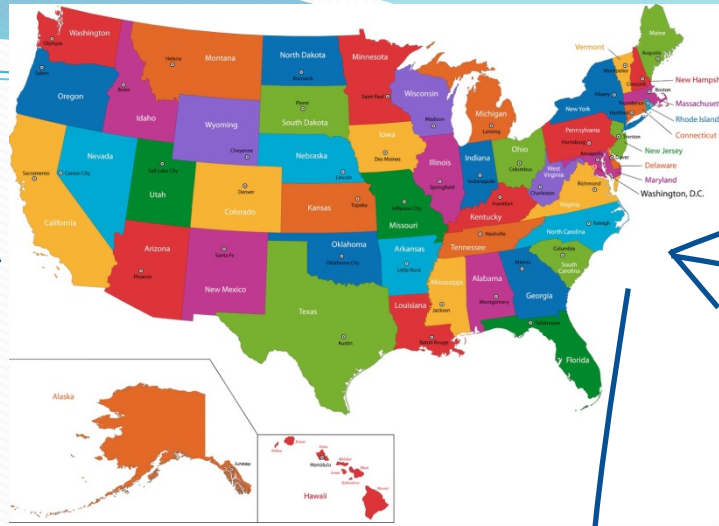 Washington
Olympia
Montana
Helena
North Dakota
Bismarck
Minnesota
Saint Paul
Oregon
Salem
Idaho
Boise
Wyoming
Cheyenne
South Dakota
Pierre
Wisconsin
Madison
Michigan
Lansing
Vermont
Montpelier
Maine
Augusta
New Hampsh
Concord
Massachuset
Boston
New York
Albany
Rhode Island
Providence
Connecticut
Hartford
Pennsylvania
Harrisburg
New Jersey
Trenton
Delaware
Dover
Maryland
Annapolis
Washington, D.C.
California
Sacramento
Nevada
Carson City
Utah
Salt Lake City
Colorado
Denver
Nebraska
Lincoln
Iowa
Des Moines
Kansas
Topeka
Missouri
Jefferson City
Illinois
Springfield
Indiana
Indianapolis
Ohio
Columbus
West
Virginia
Charleston
Virginia
Richmond
Kentucky
Frankfurt
Tennessee
Nashville
North Carolina
Raleigh
South
Carolina
Columbia
Arizona
Phoenix
New Mexico
Santa Fe
Oklahoma
Oklahoma City
Arkansas
Little Rock
Texas
Austin
Louisiana
Baton Rouge
Mississippi
Jackson
Alabama
Montgomery
Georgia
Florida
Tallahassee
Alaska
Juneau
Hawaii
Honolulu